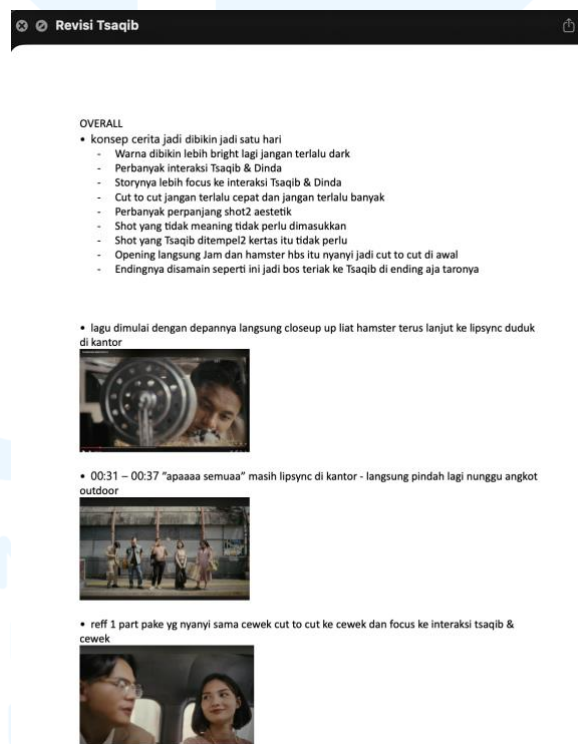 Revisi Tsaqib
OVERALL
• konsep cerita jadi dibikin jadi satu hari
- Warna dibikin lebih bright lagi jangan terlalu dark
- Perbanyak interaksi Tsaqib & Dinda
- Storynya lebih focus ke interaksi Tsaqib & Dinda
- Cut to cut jangan terlalu cepat dan jangan terlalu banyak
- Perbanyak perpanjang shot2 aestetik
- Shot yang tidak meaning tidak perlu dimasukkan
- Shot yang Tsaqib ditempel2 kertas itu tidak perlu
- Opening langsung Jam dan hamster hbs itu nyanyi jadi cut to cut di awal
- Endingnya disamain seperti ini jadi bos teriak ke Tsaqib di ending aja taronya
• lagu dimulai dengan depannya langsung closeup up liat hamster terus lanjut ke lipsync duduk
di kantor
• 00:31 – 00:37 “apaaaa semuaa” masih lipsync di kantor - langsung pindah lagi nunggu angkot
outdoor
• reff 1 part pake yg nyanyi sama cewek cut to cut ke cewek dan focus ke interaksi tsaqib &
cewek